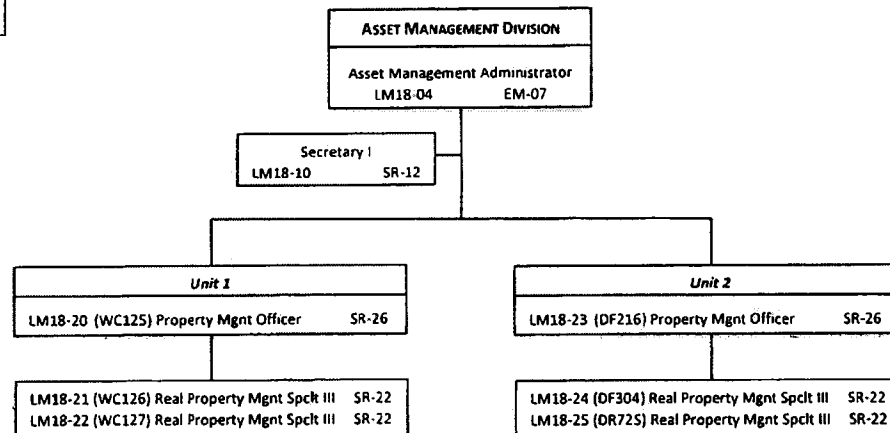 ASSET MANAGEMENT DIVISION
Asset Management Administrator
LM18-04 EM-07
Secretary I
LM18-10 SR-12
Unit 1
LM18-20 (WC125) Property Mgnt Officer SR-26
LM18-21 (WC126) Real Property Mgnt Spclt III SR-22
LM18-22 (WC127) Real Property Mgnt Spclt III SR-22
Unit 2
LM18-23 (DF216) Property Mgnt Officer SR-26
LM18-24 (DF304) Real Property Mgnt Spclt III SR-22
LM18-25 (DR72S) Real Property Mgnt Spclt III SR-22